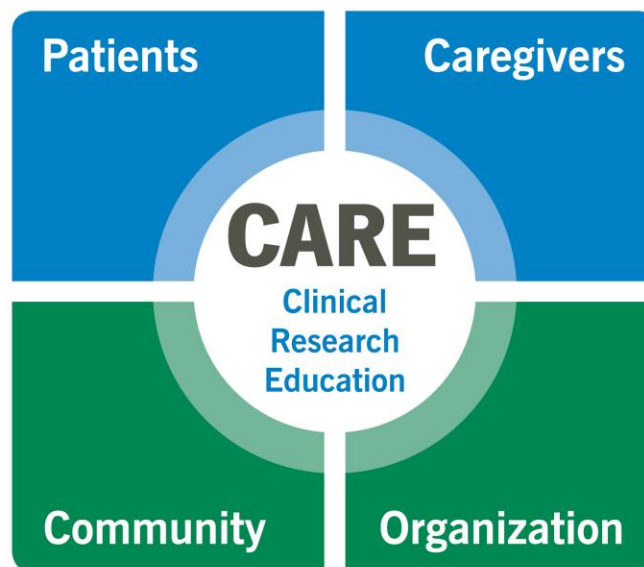 Patients
Caregivers
CARE
Clinical
Research
Education
Community
Organization